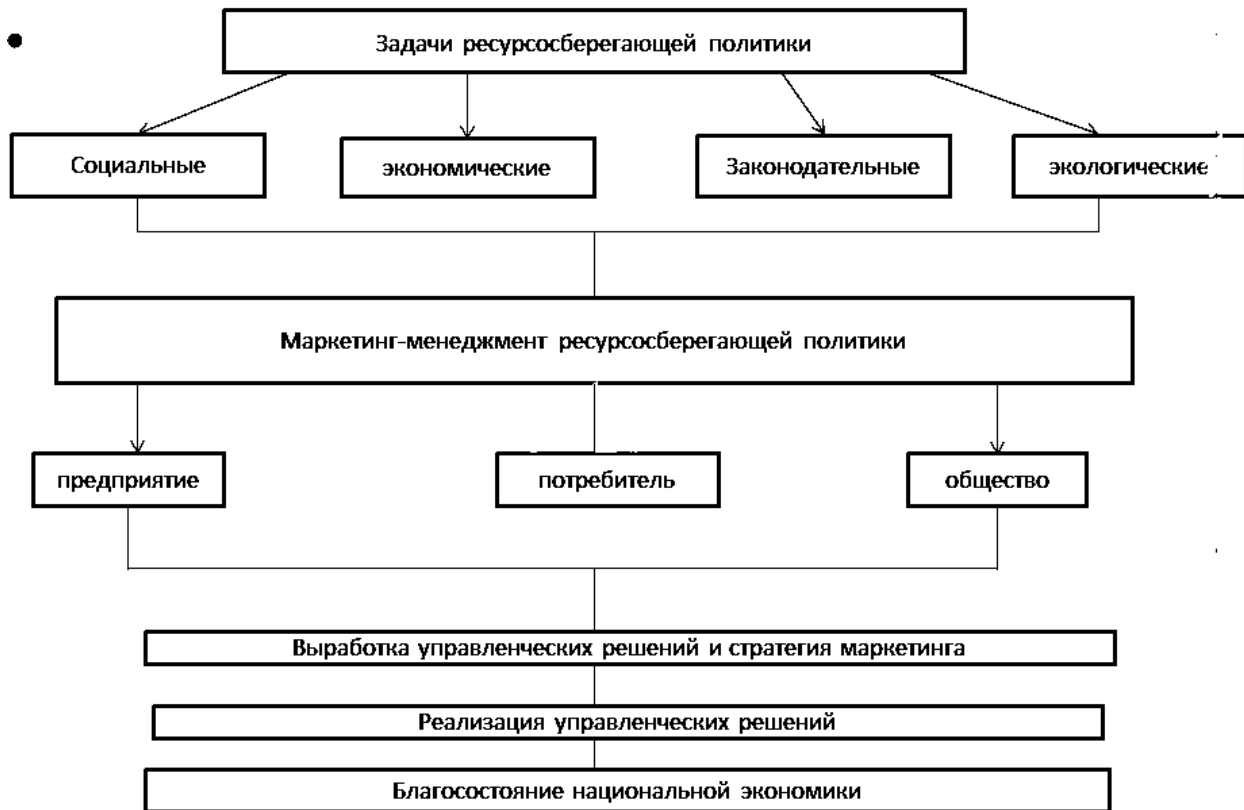 Задачи ресурсосберегающей политики
Социальные
экономические
Законодательные
экологические
Маркетинг-менеджмент ресурсосберегающей политики
предприятие
потребитель
общество
Выработка управленческих решений и стратегия маркетинга
Реализация управленческих решений
Благосостояние национальной экономики